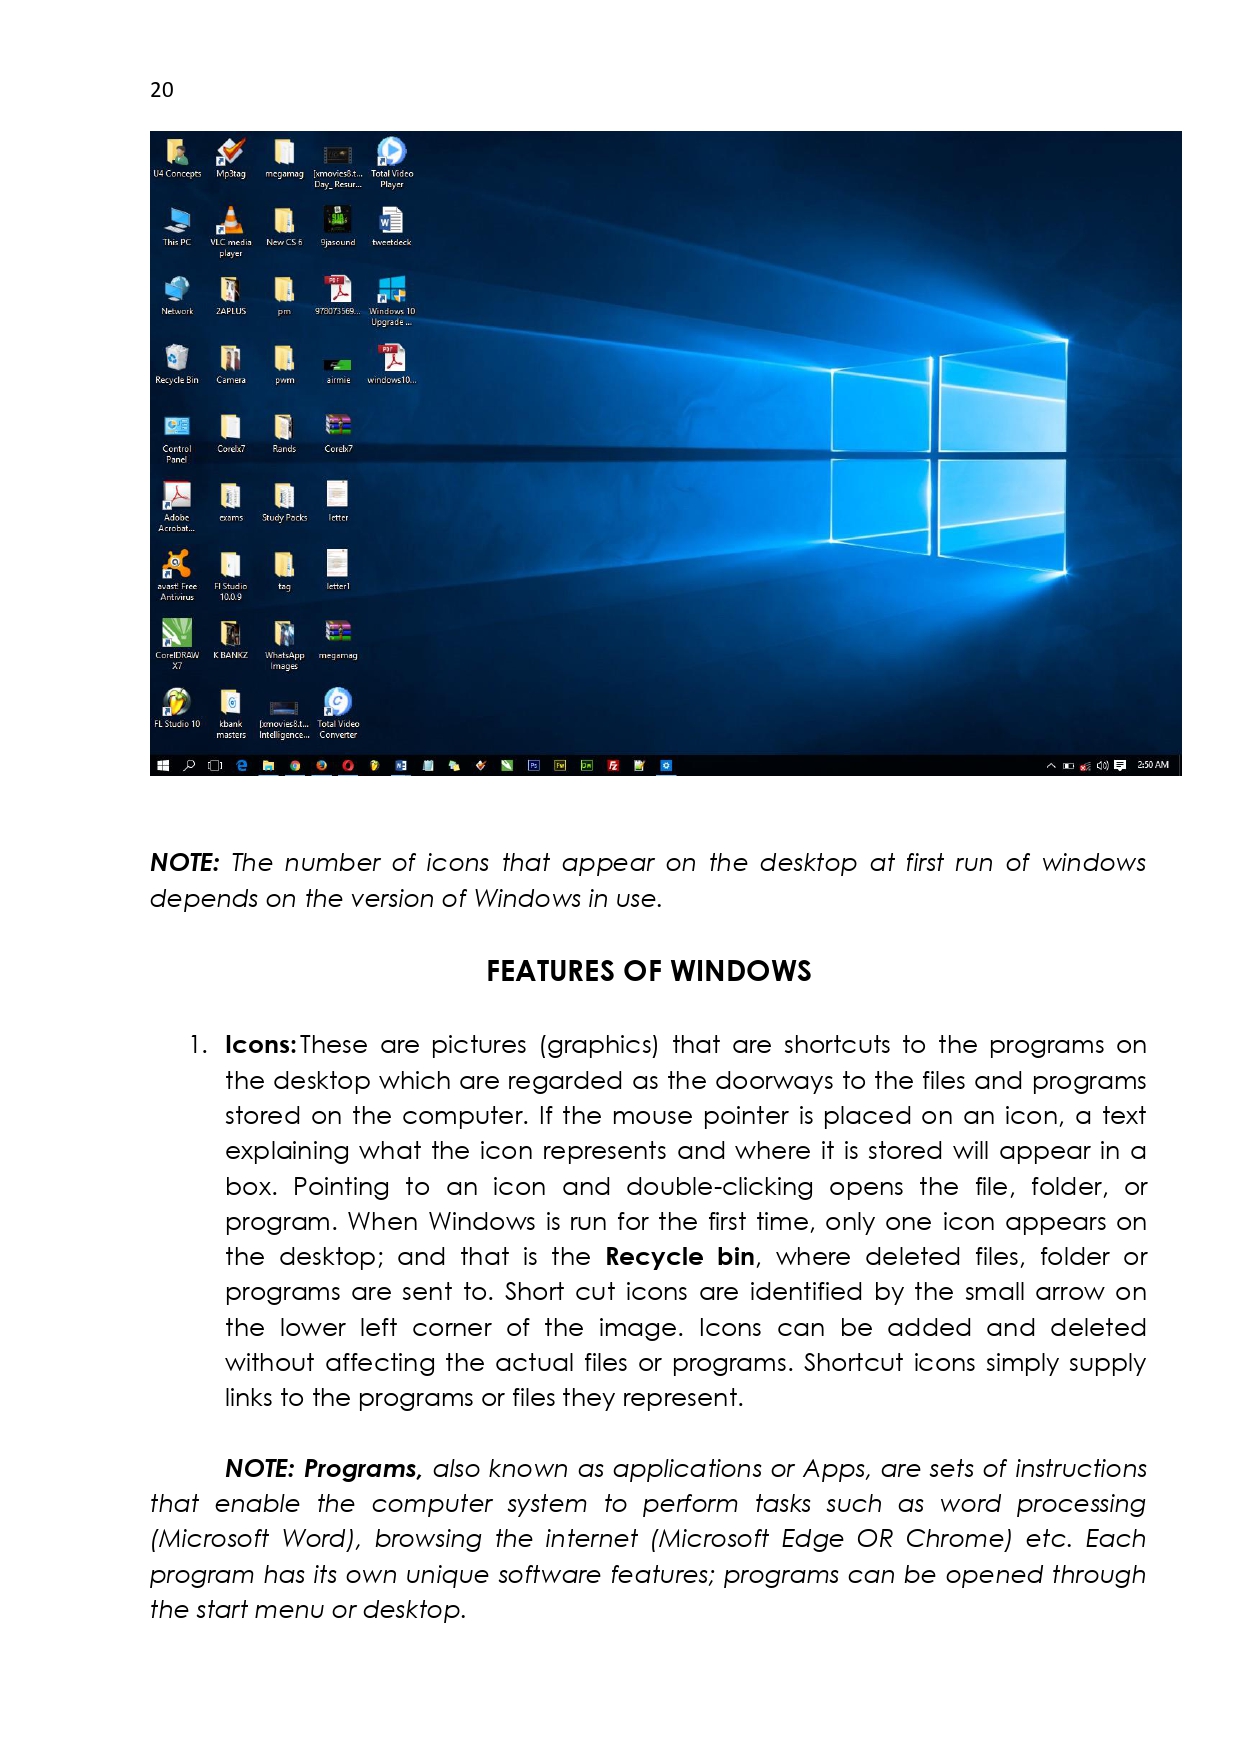 20
U4 Concepts Mp3tag megamag [xmovies8.t... Total Video
Day_ Resur... Player
This PC VLC media New CS 6 9jasound tweetdeck
player
Network 2APLUS pm 978073569... Windows 10
Upgrade ...
Recycle Bin Camera pwm airmie windows10...
Control Corelx7 Rands Corelx7
Panel
Adobe exams Study Packs letter
Acrobat...
avast! Free Fl Studio tag letter1
Antivirus 10.0.9
CorelDRAW K BANKZ WhatsApp megamag
X7 Images
FL Studio 10 kbank [xmovies8.t... Total Video
masters Intelligence... Converter
2:50 AM
NOTE: The number of icons that appear on the desktop at first run of windows
depends on the version of Windows in use.
FEATURES OF WINDOWS
1. Icons: These are pictures (graphics) that are shortcuts to the programs on
the desktop which are regarded as the doorways to the files and programs
stored on the computer. If the mouse pointer is placed on an icon, a text
explaining what the icon represents and where it is stored will appear in a
box. Pointing to an icon and double-clicking opens the file, folder, or
program. When Windows is run for the first time, only one icon appears on
the desktop; and that is the Recycle bin, where deleted files, folder or
programs are sent to. Short cut icons are identified by the small arrow on
the lower left corner of the image. Icons can be added and deleted
without affecting the actual files or programs. Shortcut icons simply supply
links to the programs or files they represent.
NOTE: Programs, also known as applications or Apps, are sets of instructions
that enable the computer system to perform tasks such as word processing
(Microsoft Word), browsing the internet (Microsoft Edge OR Chrome) etc. Each
program has its own unique software features; programs can be opened through
the start menu or desktop.